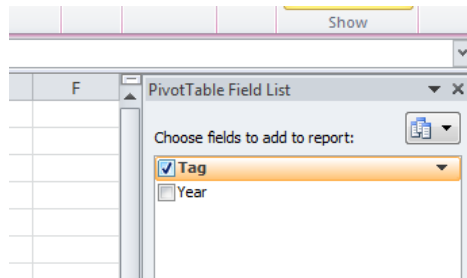 Show
F
PivotTable Field List
Choose fields to add to report:
Tag
Year